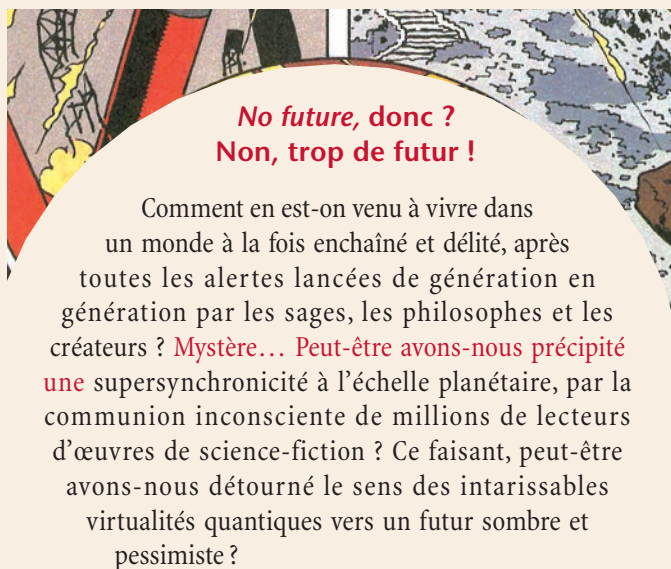 No future, donc ?
Non, trop de futur !
Comment en est-on venu à vivre dans
un monde à la fois enchaîné et délité, après
toutes les alertes lancées de génération en
génération par les sages, les philosophes et les
créateurs ? Mystère… Peut-être avons-nous précipité
une supersynchronicité à l’échelle planétaire, par la
communion inconsciente de millions de lecteurs
d’œuvres de science-fiction ? Ce faisant, peut-être
avons-nous détourné le sens des intarissables
virtualités quantiques vers un futur sombre et
pessimiste ?